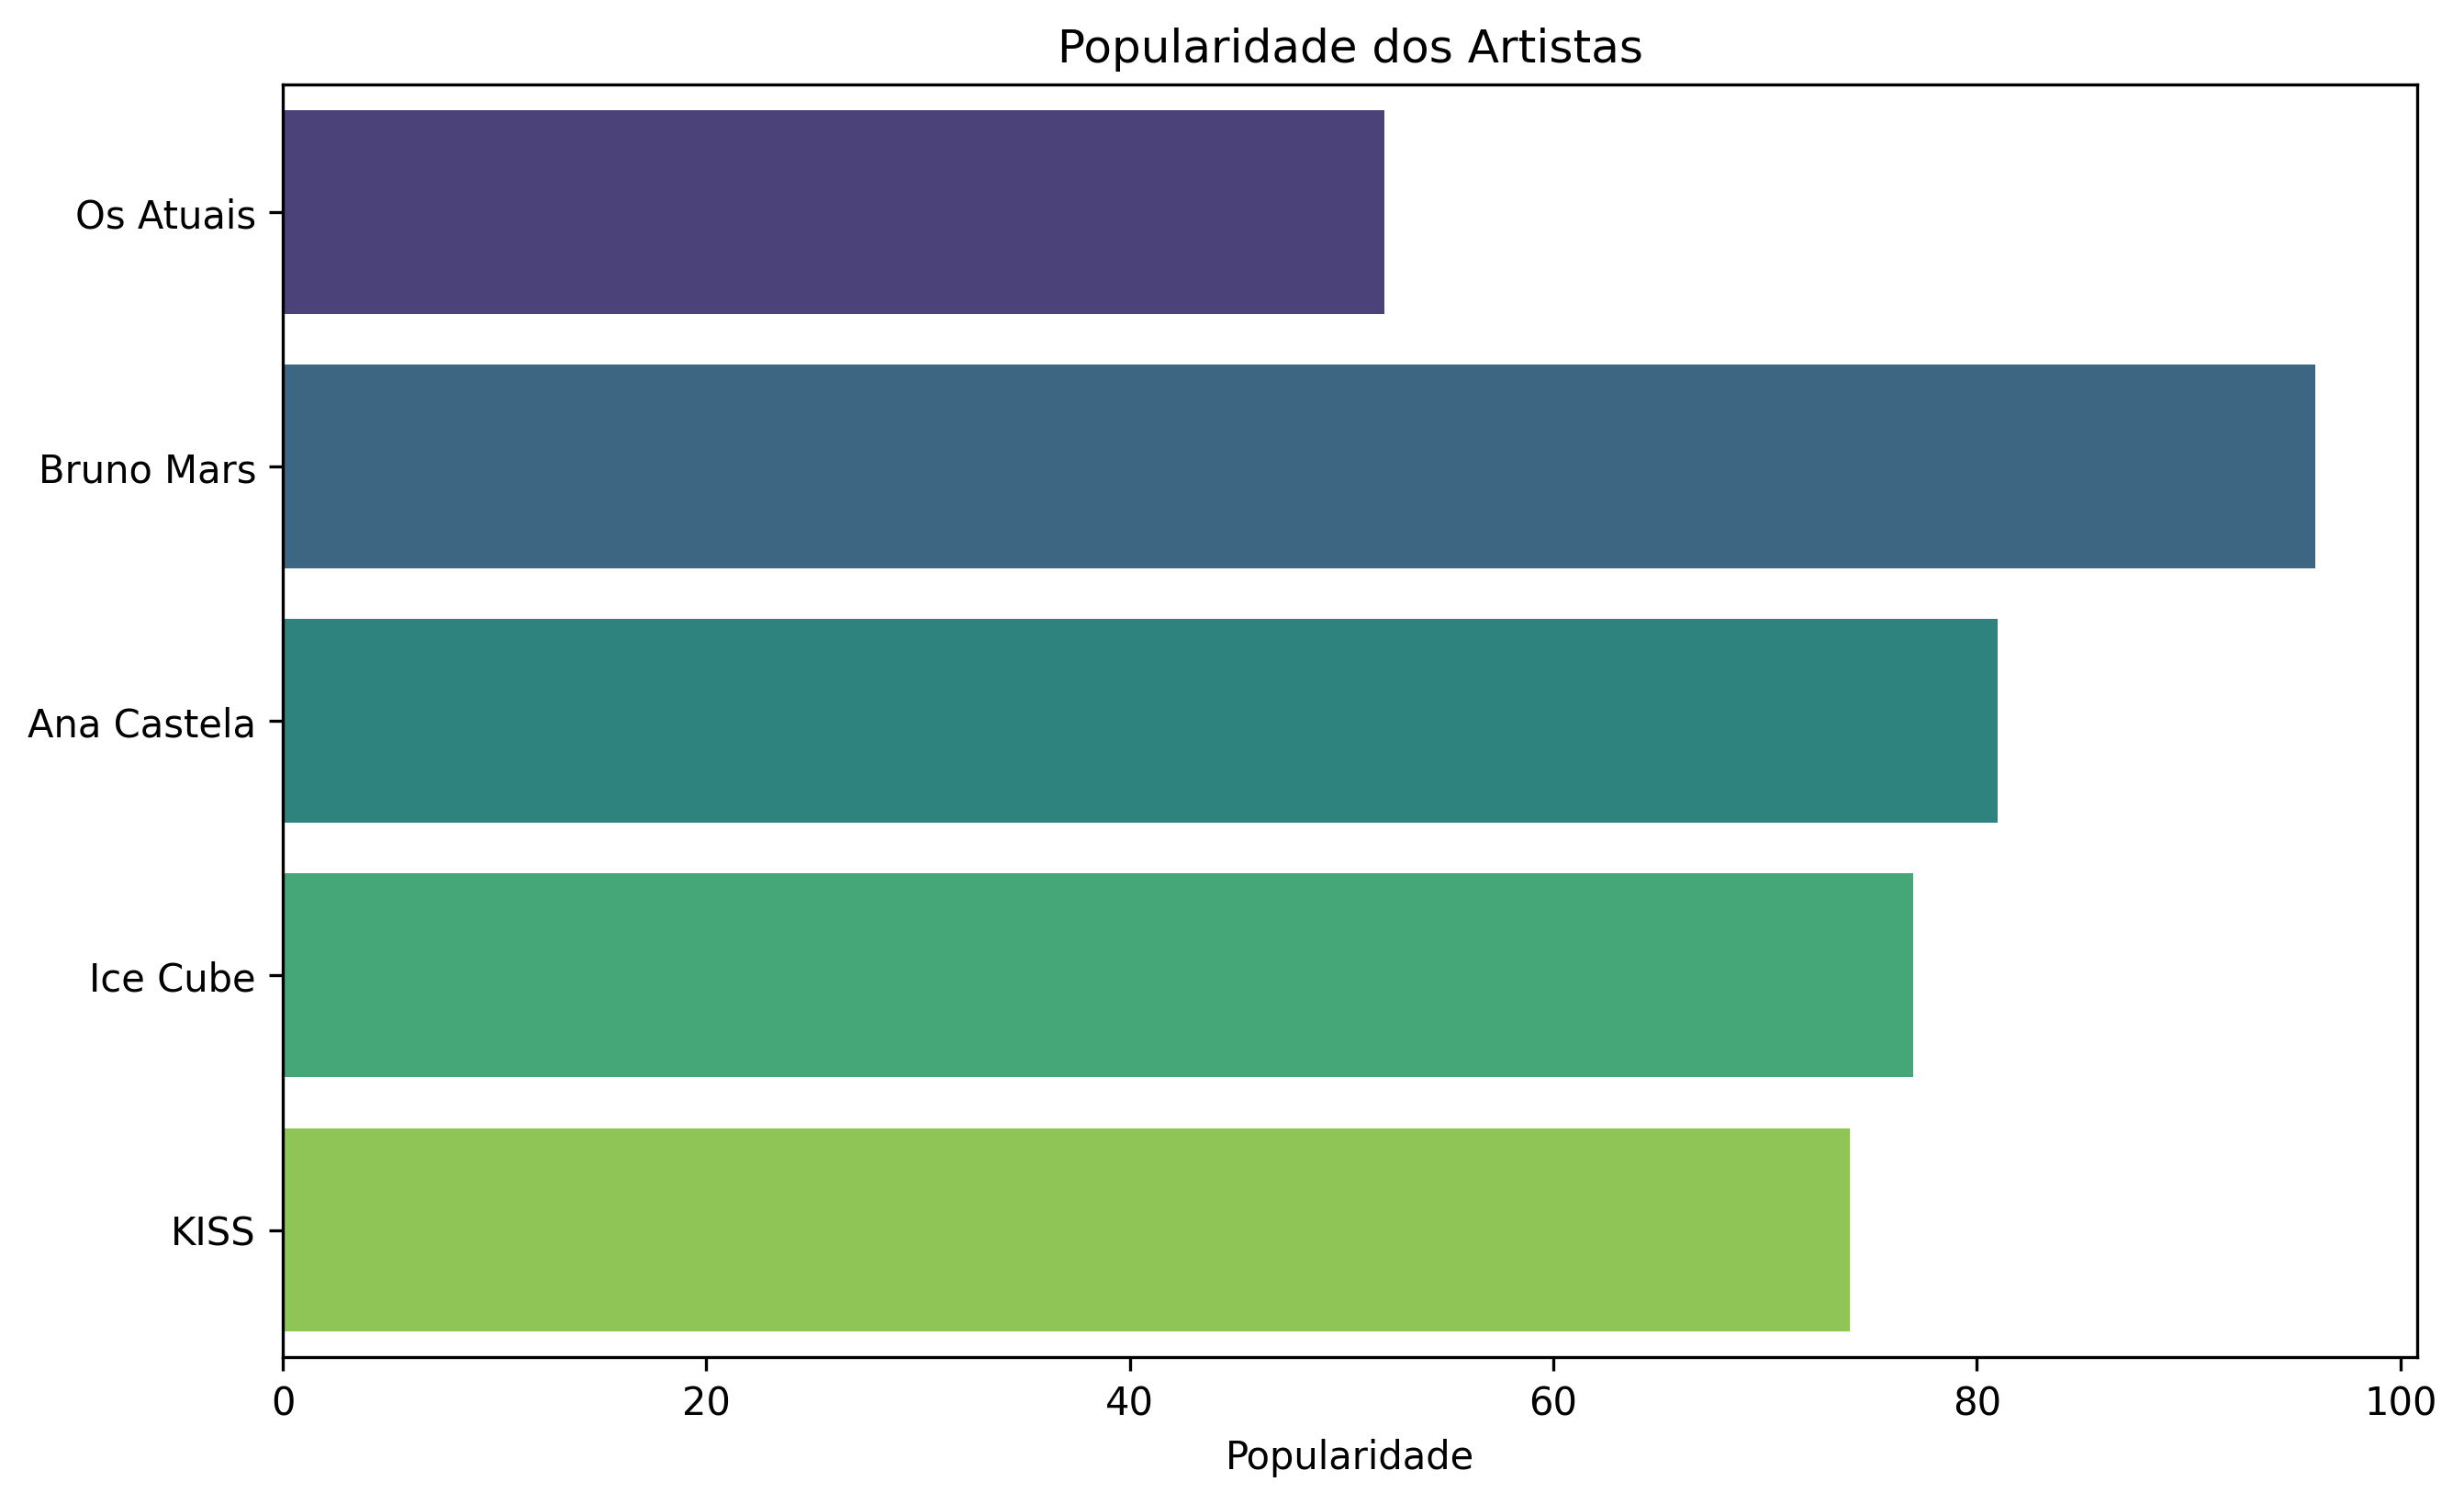 Popularidade dos Artistas
Os Atuais
Bruno Mars
Ana Castela
Ice Cube
KISS
0 20 40 60 80 100
Popularidade